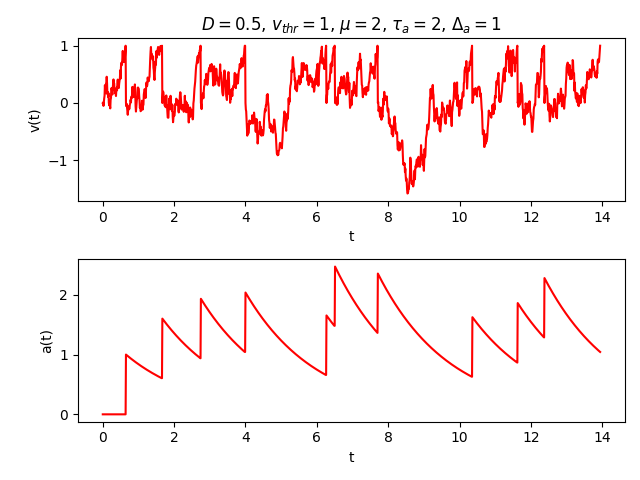 D = 0.5, v_thr = 1, μ = 2, τ_a = 2, Δ_a = 1
v(t)
1
0
−1
0 2 4 6 8 10 12 14
t
a(t)
2
1
0
0 2 4 6 8 10 12 14
t